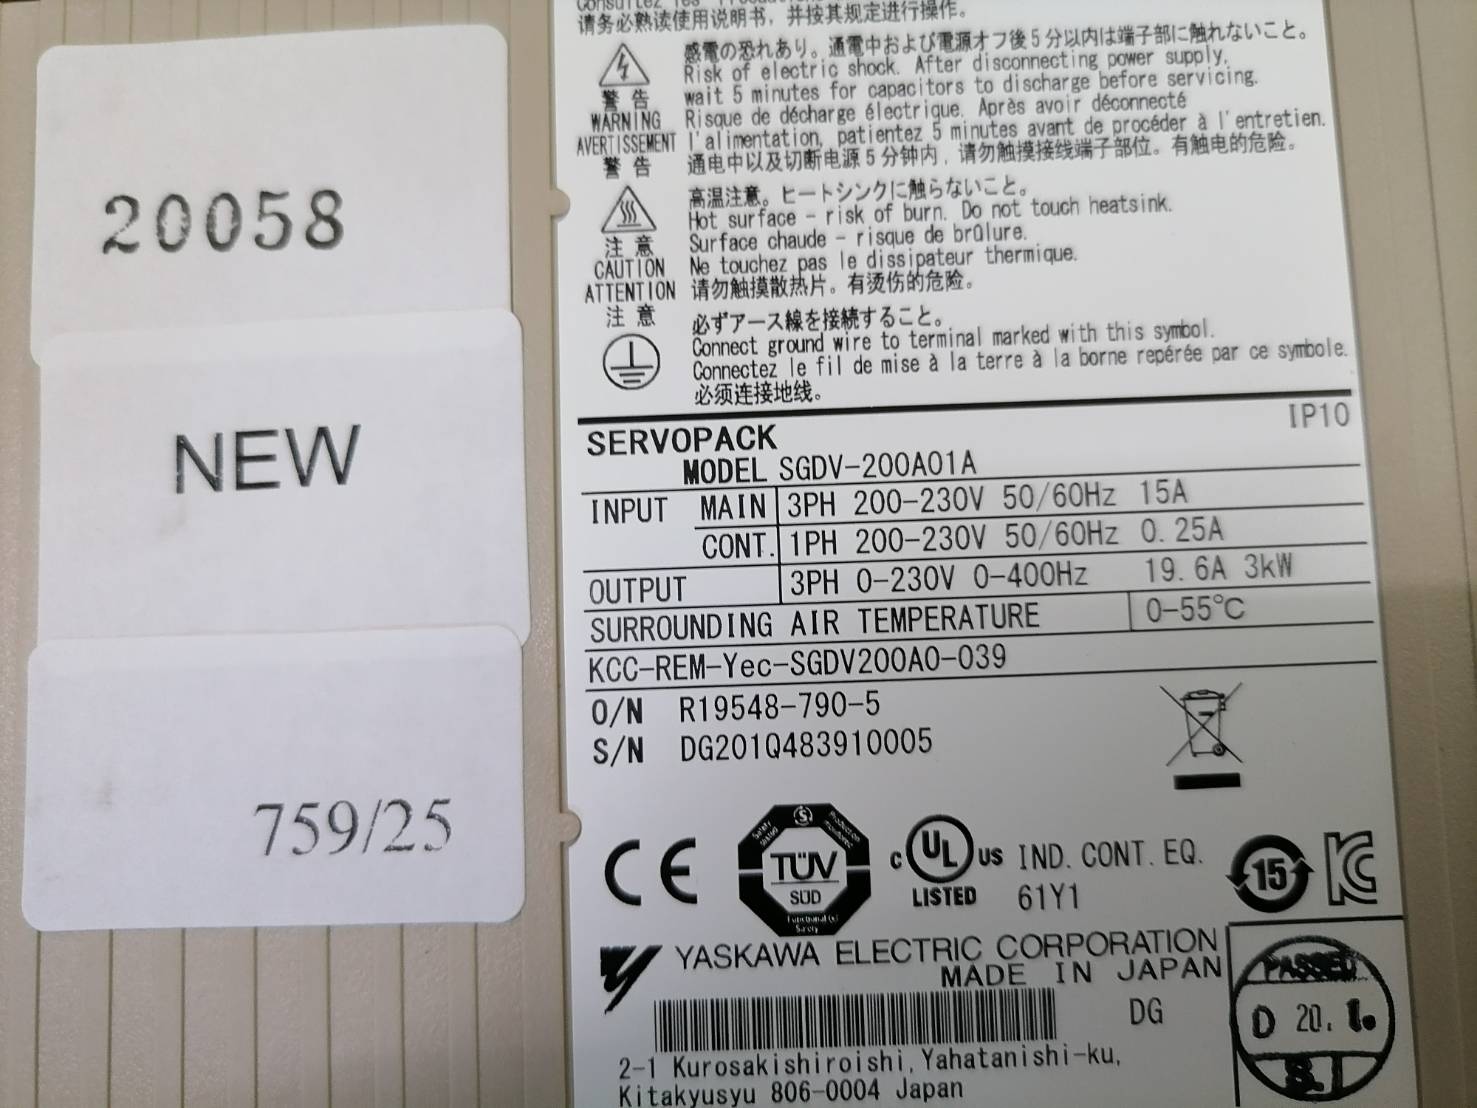 20058
NEW
759/25
请务必熟读使用说明书，并按其规定进行操作。
感電の恐れあり。通電中および電源オフ後5分以内は端子部に触れないこと。
Risk of electric shock. After disconnecting power supply,
wait 5 minutes for capacitors to discharge before servicing.
Risque de décharge électrique. Après avoir déconnecté
l'alimentation, patientez 5 minutes avant de procéder à l'entretien.
通电中以及切断电源5分钟内，请勿触摸接线端子部位。有触电的危险。
警告
WARNING
AVERTISSEMENT
警告
高温注意。ヒートシンクに触らないこと。
Hot surface - risk of burn. Do not touch heatsink.
Surface chaude - risque de brûlure.
Ne touchez pas le dissipateur thermique.
请勿触摸散热片。有烫伤的危险。
注意
CAUTION
ATTENTION
注意
必ずアース線を接続すること。
Connect ground wire to terminal marked with this symbol.
Connectez le fil de mise à la terre à la borne repérée par ce symbole.
必须连接地线。
IP10
SERVOPACK
MODEL SGDV-200A01A
INPUT MAIN 3PH 200-230V 50/60Hz 15A
CONT. 1PH 200-230V 50/60Hz 0.25A
OUTPUT 3PH 0-230V 0-400Hz 19.6A 3kW
SURROUNDING AIR TEMPERATURE 0-55℃
KCC-REM-Yec-SGDV200A0-039
O/N R19548-790-5
S/N DG201Q483910005
CE
TÜV
SÜD
C UL US
LISTED
IND. CONT. EQ.
61Y1
15
YASKAWA ELECTRIC CORPORATION
MADE IN JAPAN
DG
PASSED
D 20. 1.
S.I
2-1 Kurosakishiroishi, Yahatanishi-ku,
Kitakyusyu 806-0004 Japan